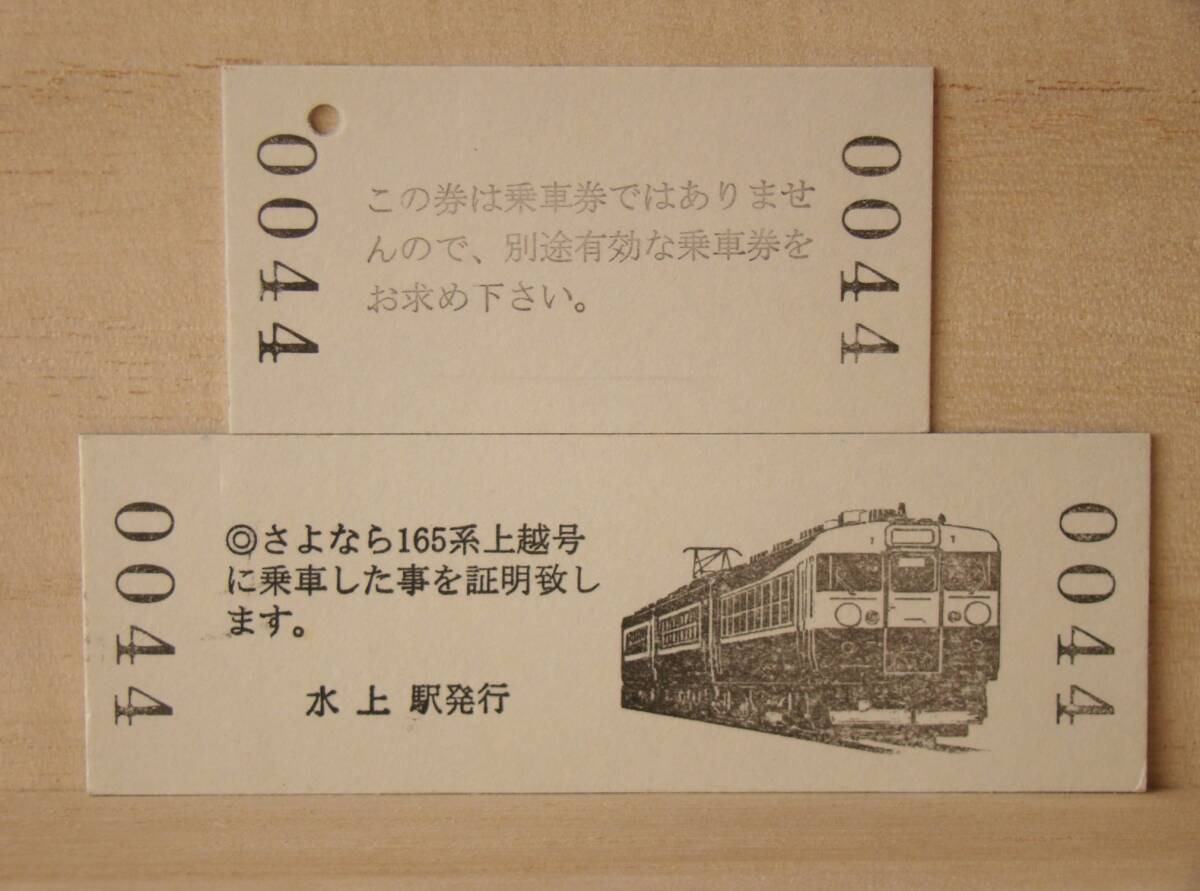 0044
この券は乗車券ではありませ
んので、別途有効な乗車券を
お求め下さい。
0044
0044
◎さよなら165系上越号
に乗車した事を証明致し
ます。
水上 駅発行
0044